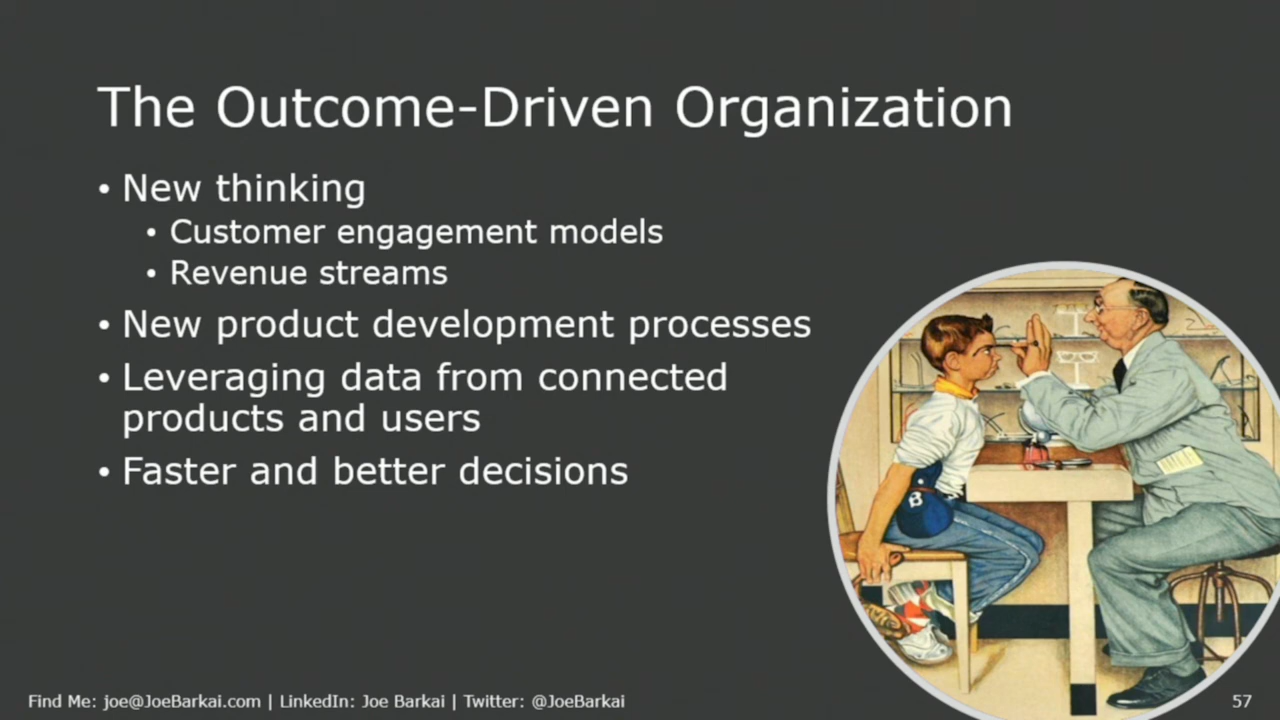 The Outcome-Driven Organization
• New thinking
• Customer engagement models
• Revenue streams
• New product development processes
• Leveraging data from connected
products and users
• Faster and better decisions
B
Find Me: joe@JoeBarkai.com | LinkedIn: Joe Barkai | Twitter: @JoeBarkai
57